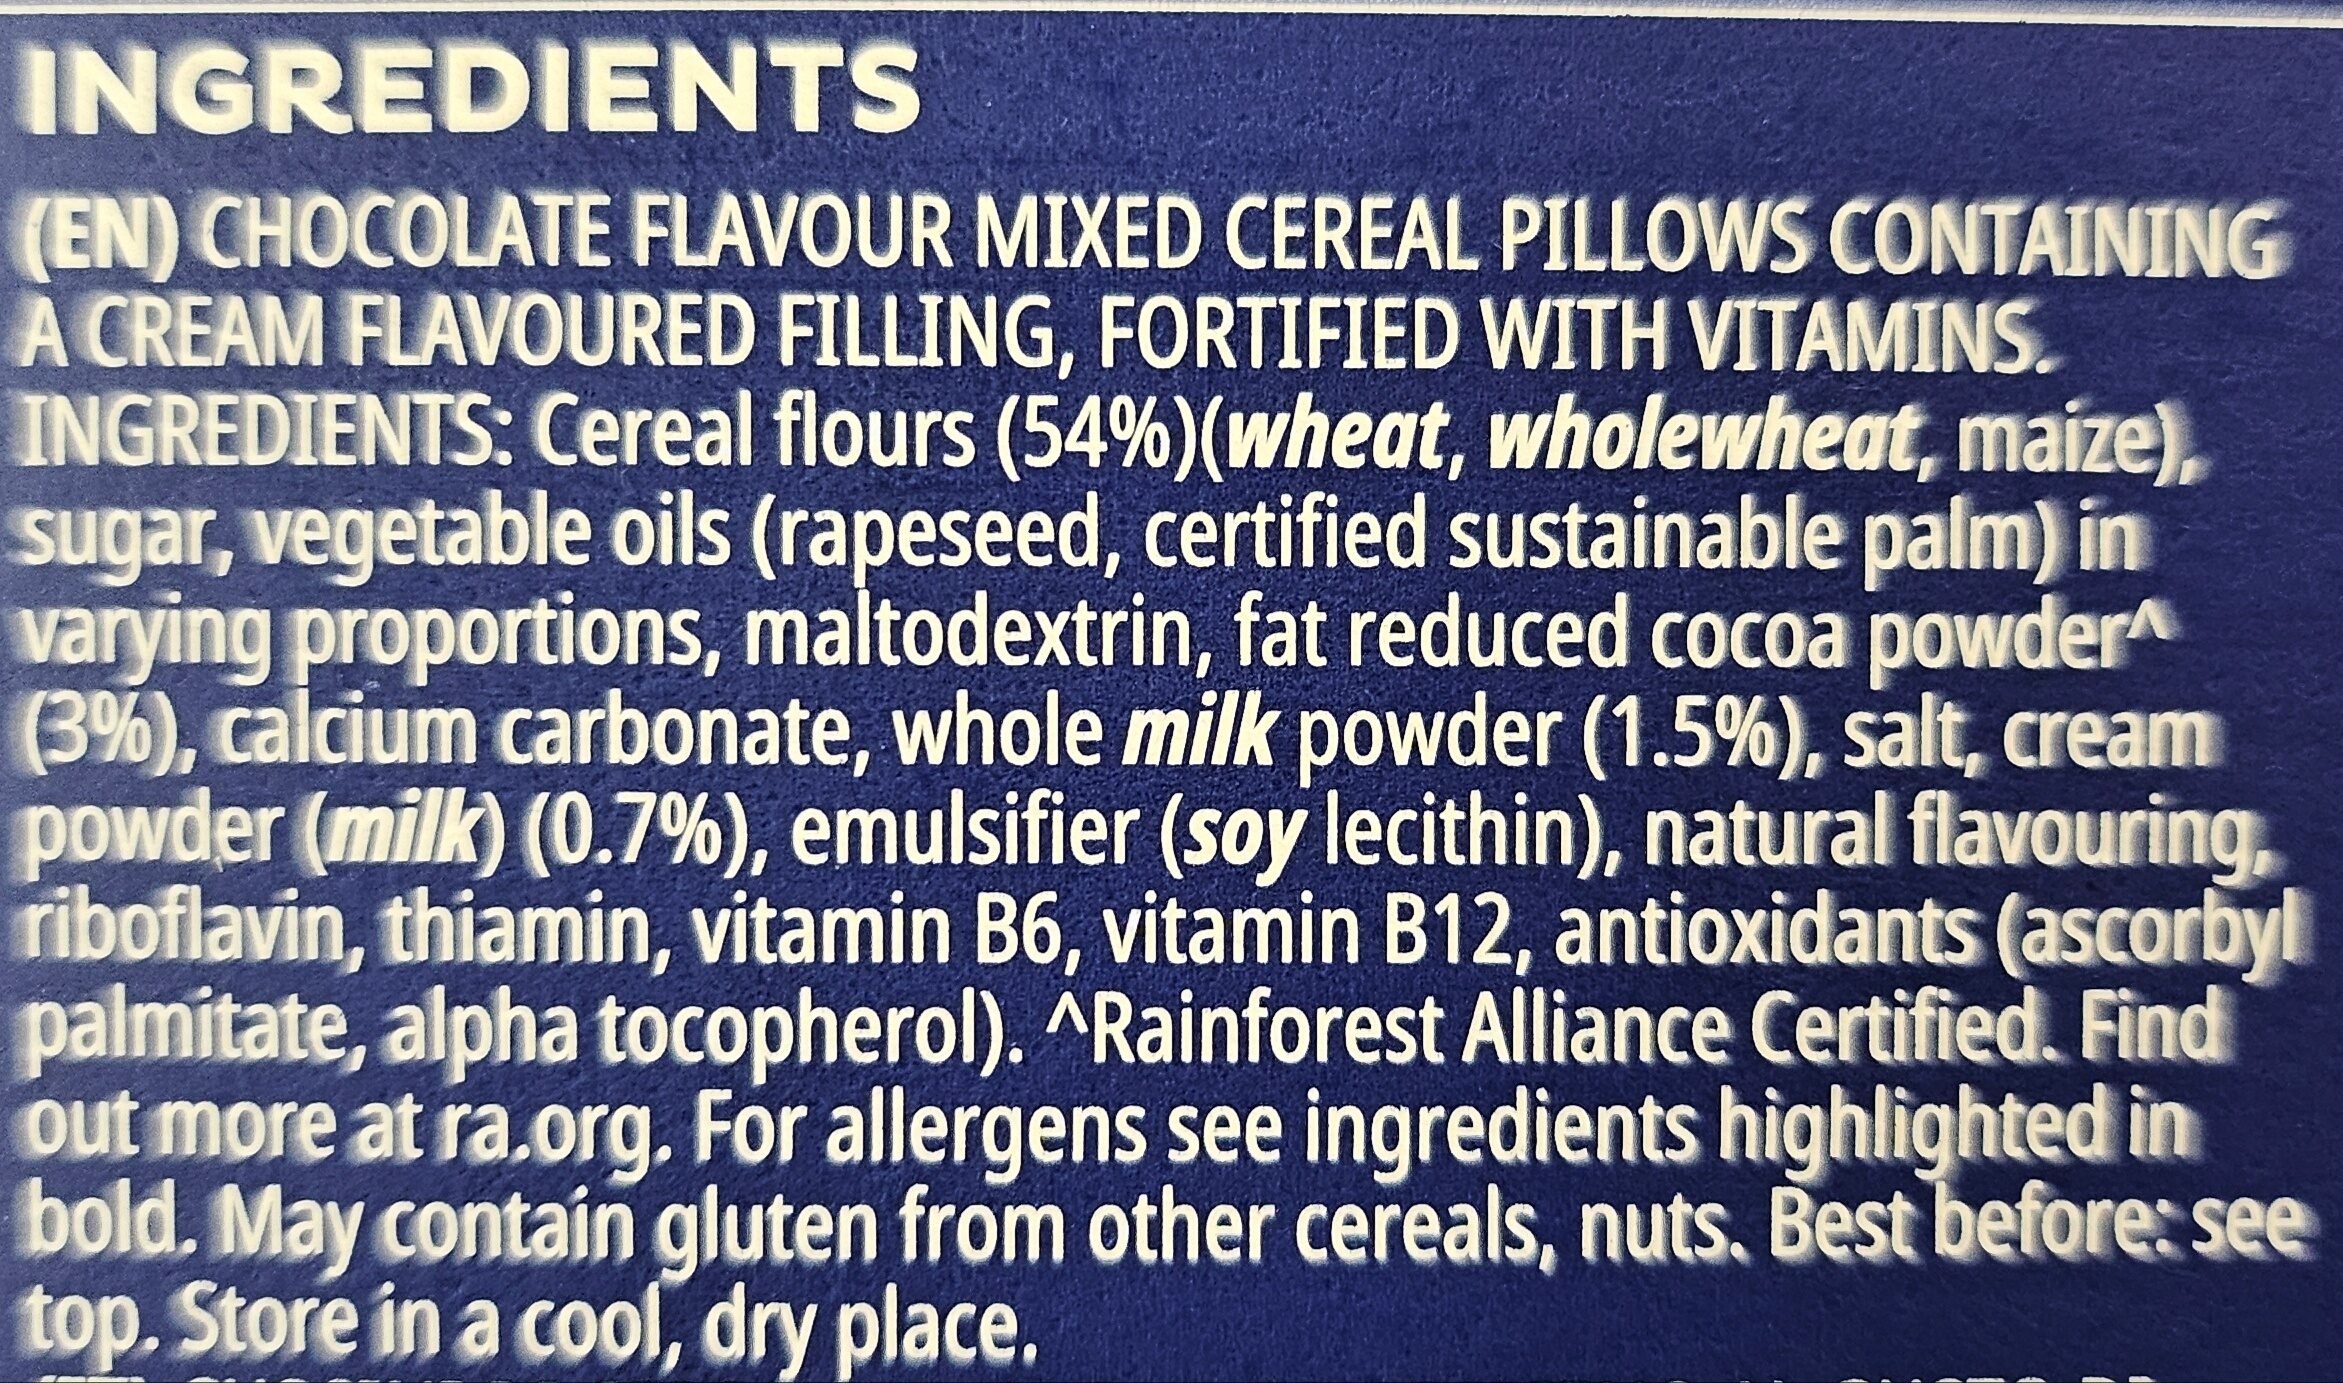 INGREDIENTS
(EN) CHOCOLATE FLAVOUR MIXED CEREAL PILLOWS CONTAINING
A CREAM FLAVOURED FILLING, FORTIFIED WITH VITAMINS.
INGREDIENTS: Cereal flours (54%)(wheat, wholewheat, maize),
sugar, vegetable oils (rapeseed, certified sustainable palm) in
varying proportions, maltodextrin, fat reduced cocoa powder^
(3%), calcium carbonate, whole milk powder (1.5%), salt, cream
powder (milk) (0.7%), emulsifier (soy lecithin), natural flavouring,
riboflavin, thiamin, vitamin B6, vitamin B12, antioxidants (ascorbyl
palmitate, alpha tocopherol). ^Rainforest Alliance Certified. Find
out more at ra.org. For allergens see ingredients highlighted in
bold. May contain gluten from other cereals, nuts. Best before: see
top. Store in a cool, dry place.